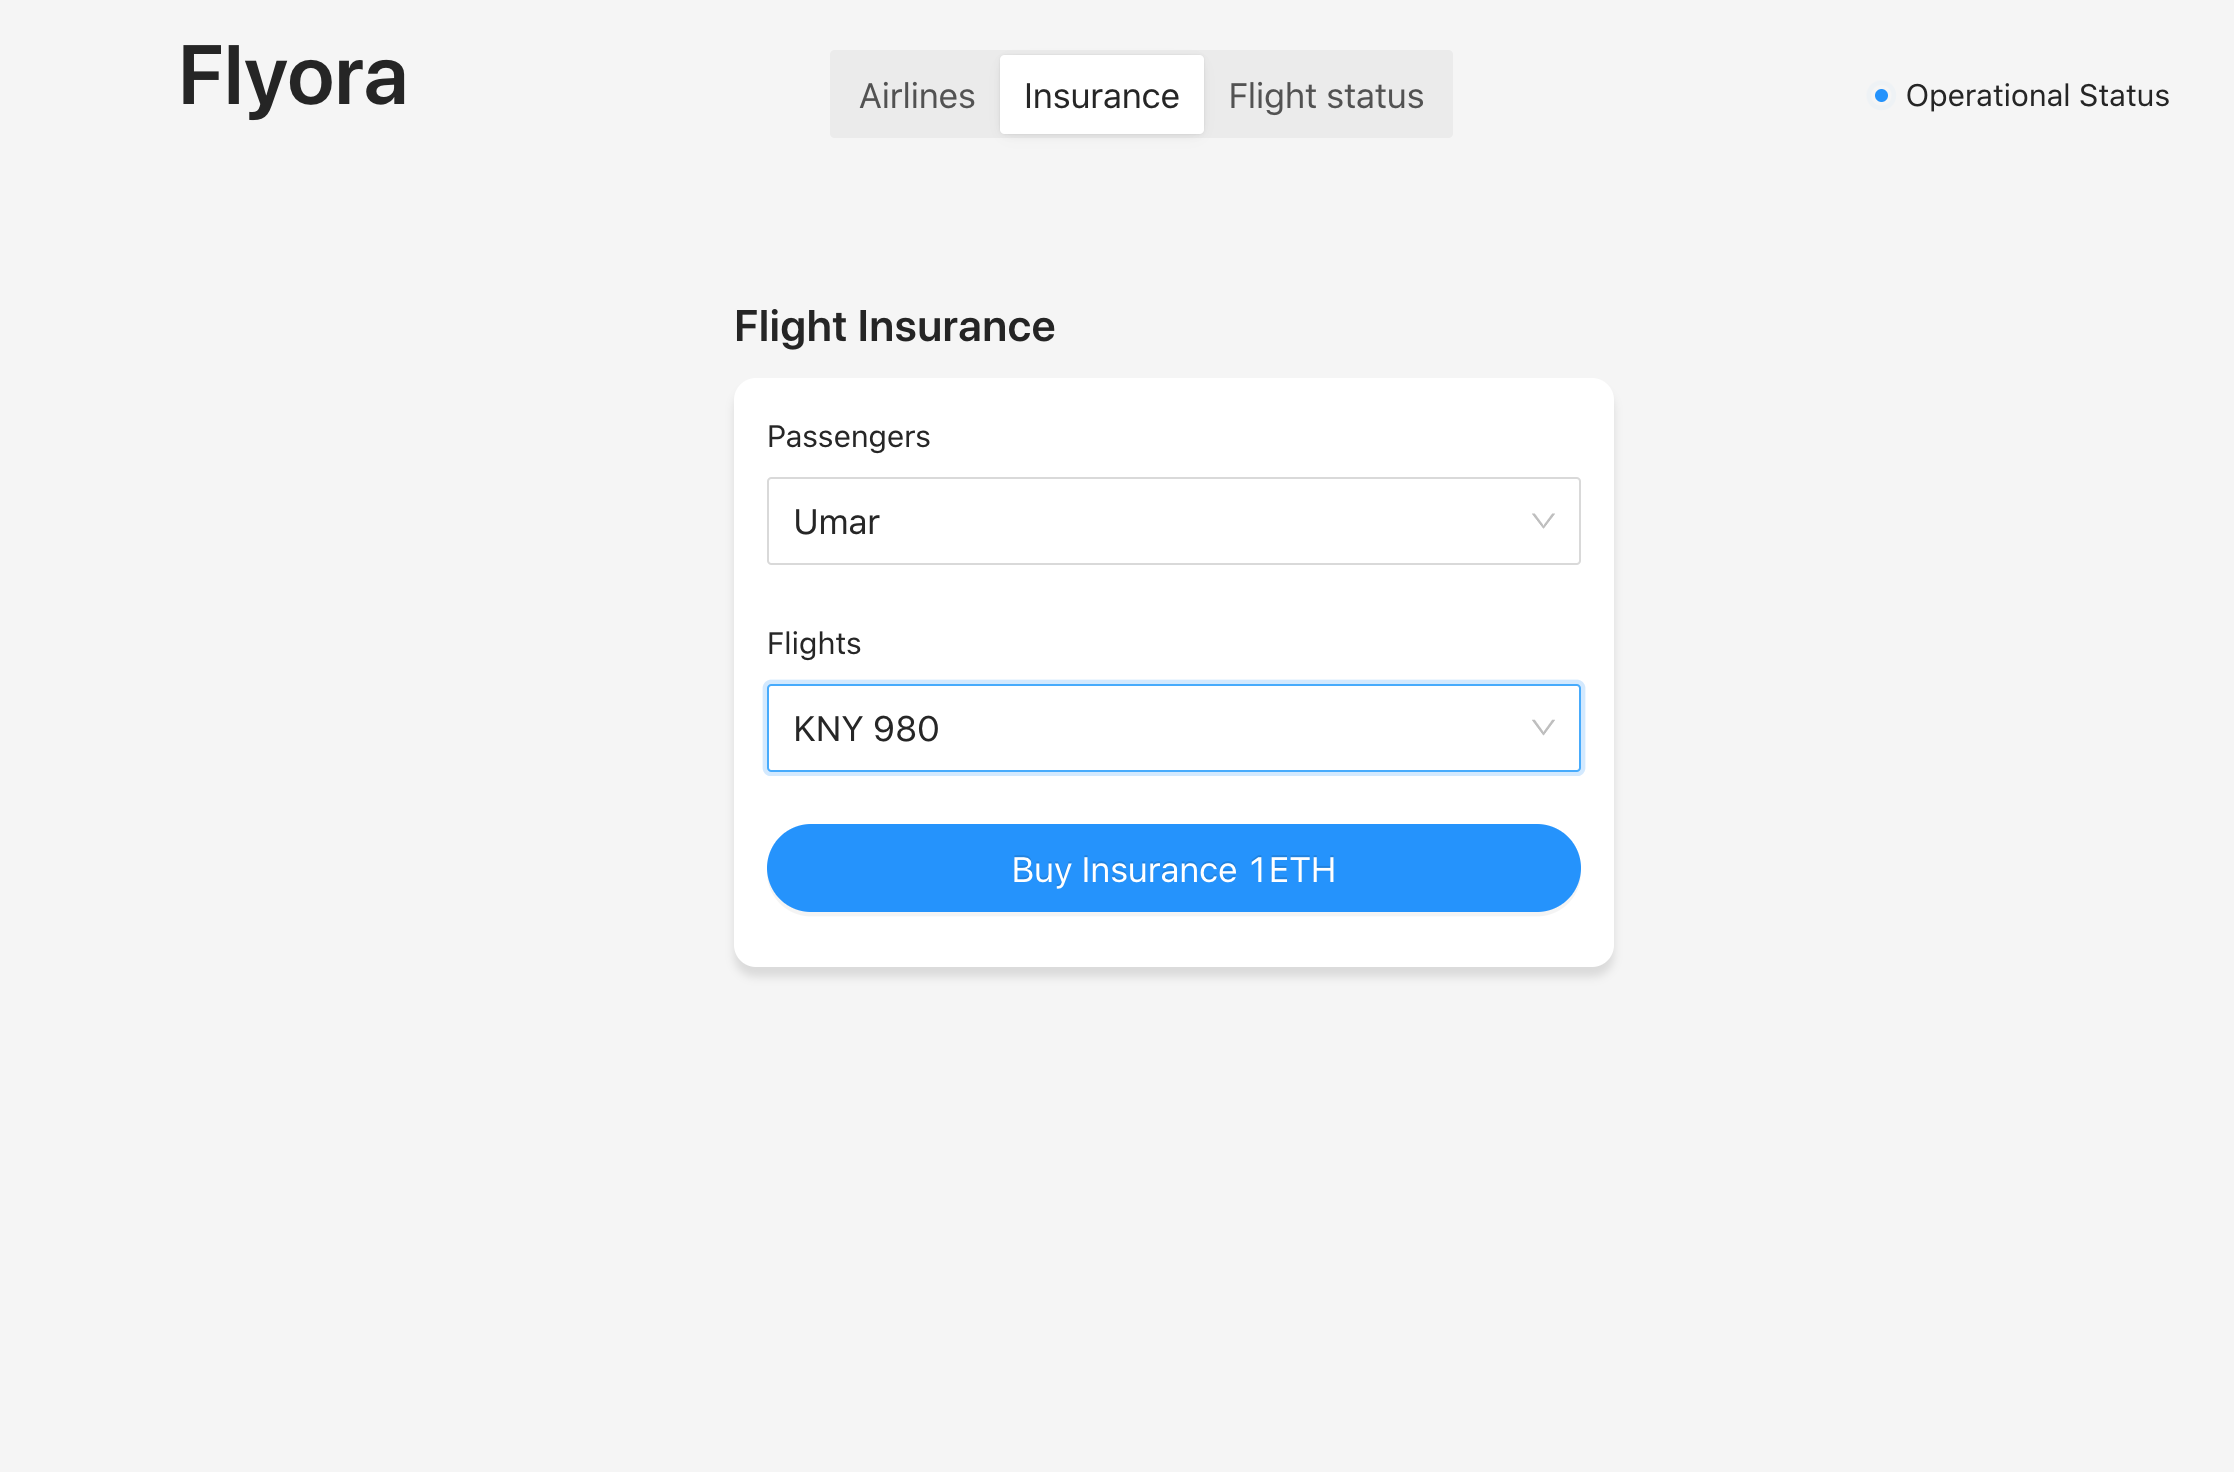 Flyora
Airlines Insurance Flight status
Operational Status
Flight Insurance
Passengers
Umar
Flights
KNY 980
Buy Insurance 1ETH